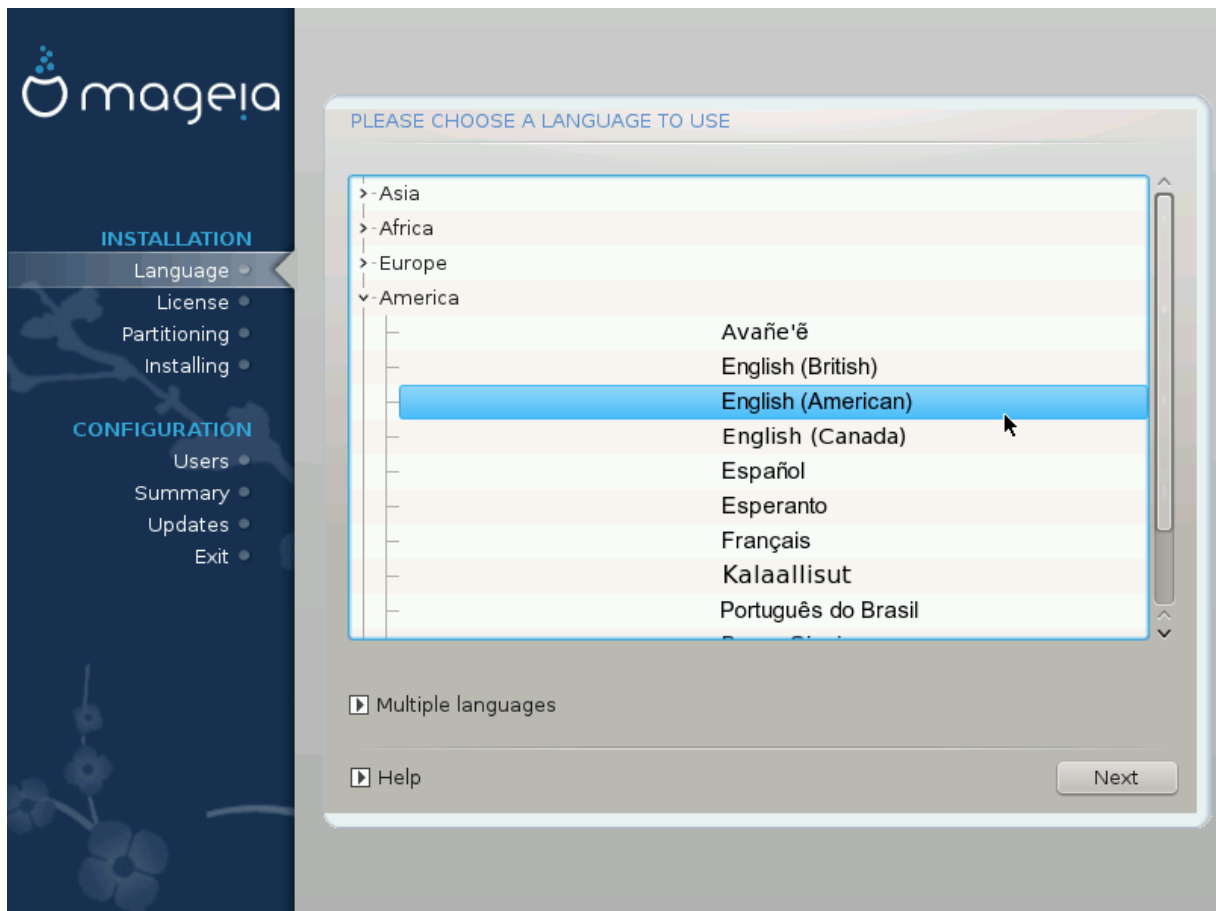 mageia
INSTALLATION
Language
License
Partitioning
Installing
CONFIGURATION
Users
Summary
Updates
Exit
PLEASE CHOOSE A LANGUAGE TO USE
Asia
Africa
Europe
America
Avañe'ẽ
English (British)
English (American)
English (Canada)
Español
Esperanto
Français
Kalaallisut
Português do Brasil
Multiple languages
Help
Next